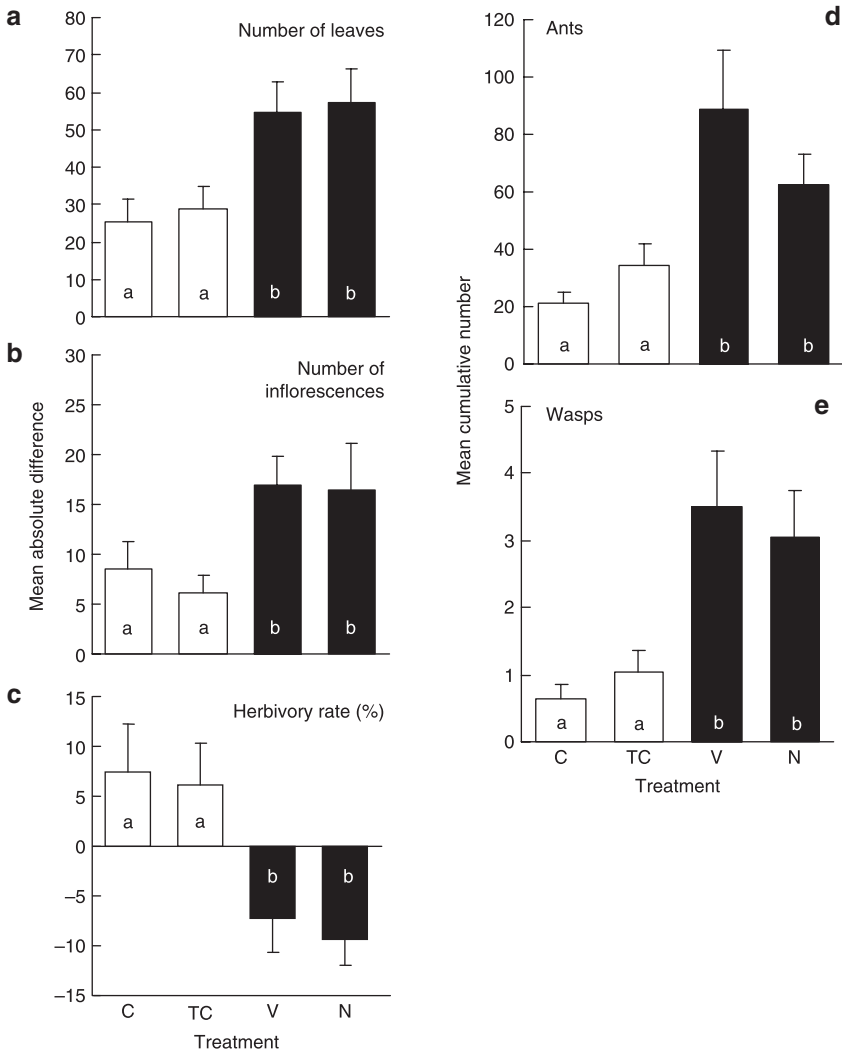 a
80
70
60
50
40
30
20
10
0
Number of leaves
a
a
b
b
b
30
25
20
15
10
5
0
Number of
inflorescences
a
a
b
b
Mean absolute difference
c
15
10
5
0
–5
–10
–15
Herbivory rate (%)
a
a
b
b
C
TC
V
N
Treatment
d
120
100
80
60
40
20
0
Ants
a
a
b
b
Mean cumulative number
e
5
4
3
2
1
0
Wasps
a
a
b
b
C
TC
V
N
Treatment